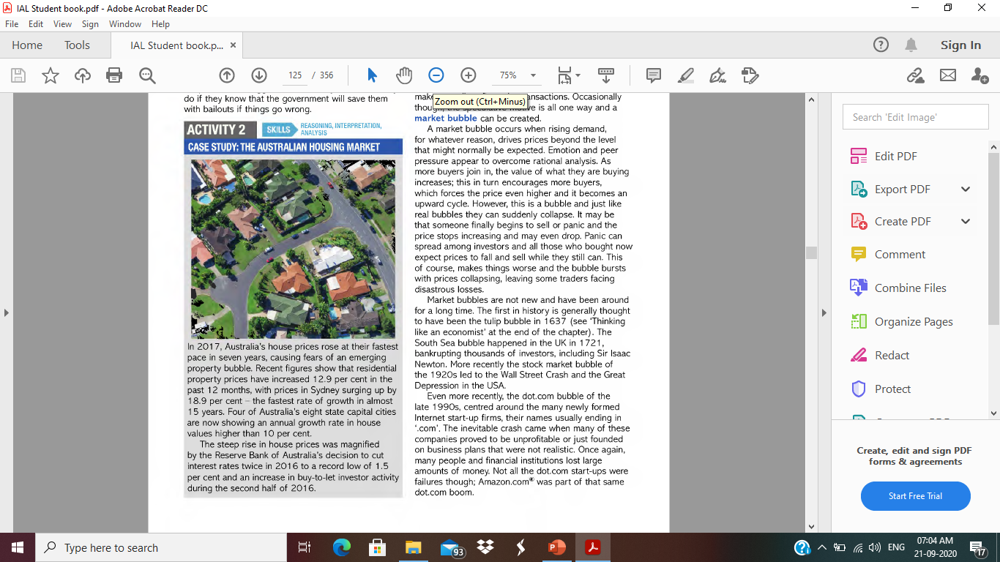 IAL Student book.pdf - Adobe Acrobat Reader DC
File Edit View Sign Window Help
Home Tools IAL Student book.p... × Sign In
125 / 356 75%
Zoom out (Ctrl+Minus)
do if they know that the government will save them
with bailouts if things go wrong.
ACTIVITY 2 SKILLS REASONING, INTERPRETATION,
ANALYSIS
CASE STUDY: THE AUSTRALIAN HOUSING MARKET
In 2017, Australia's house prices rose at their fastest
pace in seven years, causing fears of an emerging
property bubble. Recent figures show that residential
property prices have increased 12.9 per cent in the
past 12 months, with prices in Sydney surging up by
18.9 per cent – the fastest rate of growth in almost
15 years. Four of Australia's eight state capital cities
are now showing an annual growth rate in house
values higher than 10 per cent.
The steep rise in house prices was magnified
by the Reserve Bank of Australia's decision to cut
interest rates twice in 2016 to a record low of 1.5
per cent and an increase in buy-to-let investor activity
during the second half of 2016.
ansactions. Occasionally
is all one way and a
market bubble can be created.
A market bubble occurs when rising demand,
for whatever reason, drives prices beyond the level
that might normally be expected. Emotion and peer
pressure appear to overcome rational analysis. As
more buyers join in, the value of what they are buying
increases; this in turn encourages more buyers,
which forces the price even higher and it becomes an
upward cycle. However, this is a bubble and just like
real bubbles they can suddenly collapse. It may be
that someone finally begins to sell or panic and the
price stops increasing and may even drop. Panic can
spread among investors and all those who bought now
expect prices to fall and sell while they still can. This
of course, makes things worse and the bubble bursts
with prices collapsing, leaving some traders facing
disastrous losses.
Market bubbles are not new and have been around
for a long time. The first in history is generally thought
to have been the tulip bubble in 1637 (see 'Thinking
like an economist' at the end of the chapter). The
South Sea bubble happened in the UK in 1721,
bankrupting thousands of investors, including Sir Isaac
Newton. More recently the stock market bubble of
the 1920s led to the Wall Street Crash and the Great
Depression in the USA.
Even more recently, the dot.com bubble of the
late 1990s, centred around the many newly formed
Internet start-up firms, their names usually ending in
'.com'. The inevitable crash came when many of these
companies proved to be unprofitable or just founded
on business plans that were not realistic. Once again,
many people and financial institutions lost large
amounts of money. Not all the dot.com start-ups were
failures though; Amazon.com® was part of that same
dot.com boom.
Search 'Edit Image'
Edit PDF
Export PDF
Create PDF
Comment
Combine Files
Organize Pages
Redact
Protect
Create, edit and sign PDF
forms & agreements
Start Free Trial
Type here to search
93
ENG
07:04 AM
21-09-2020
17